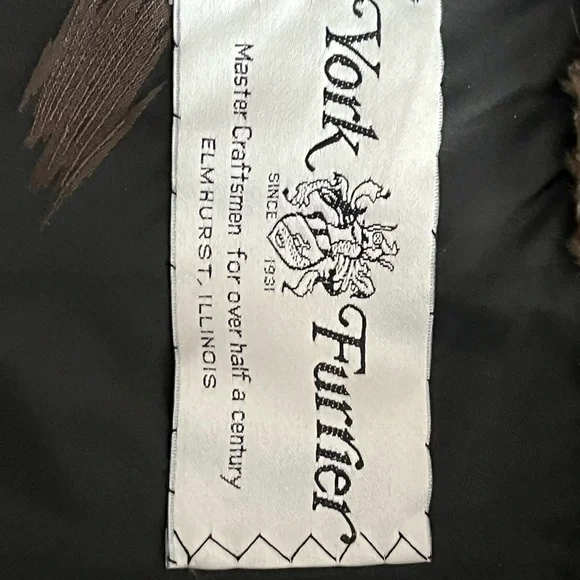 York Furrier
SINCE 1931
Master Craftsmen for over half a century
ELMHURST, ILLINOIS